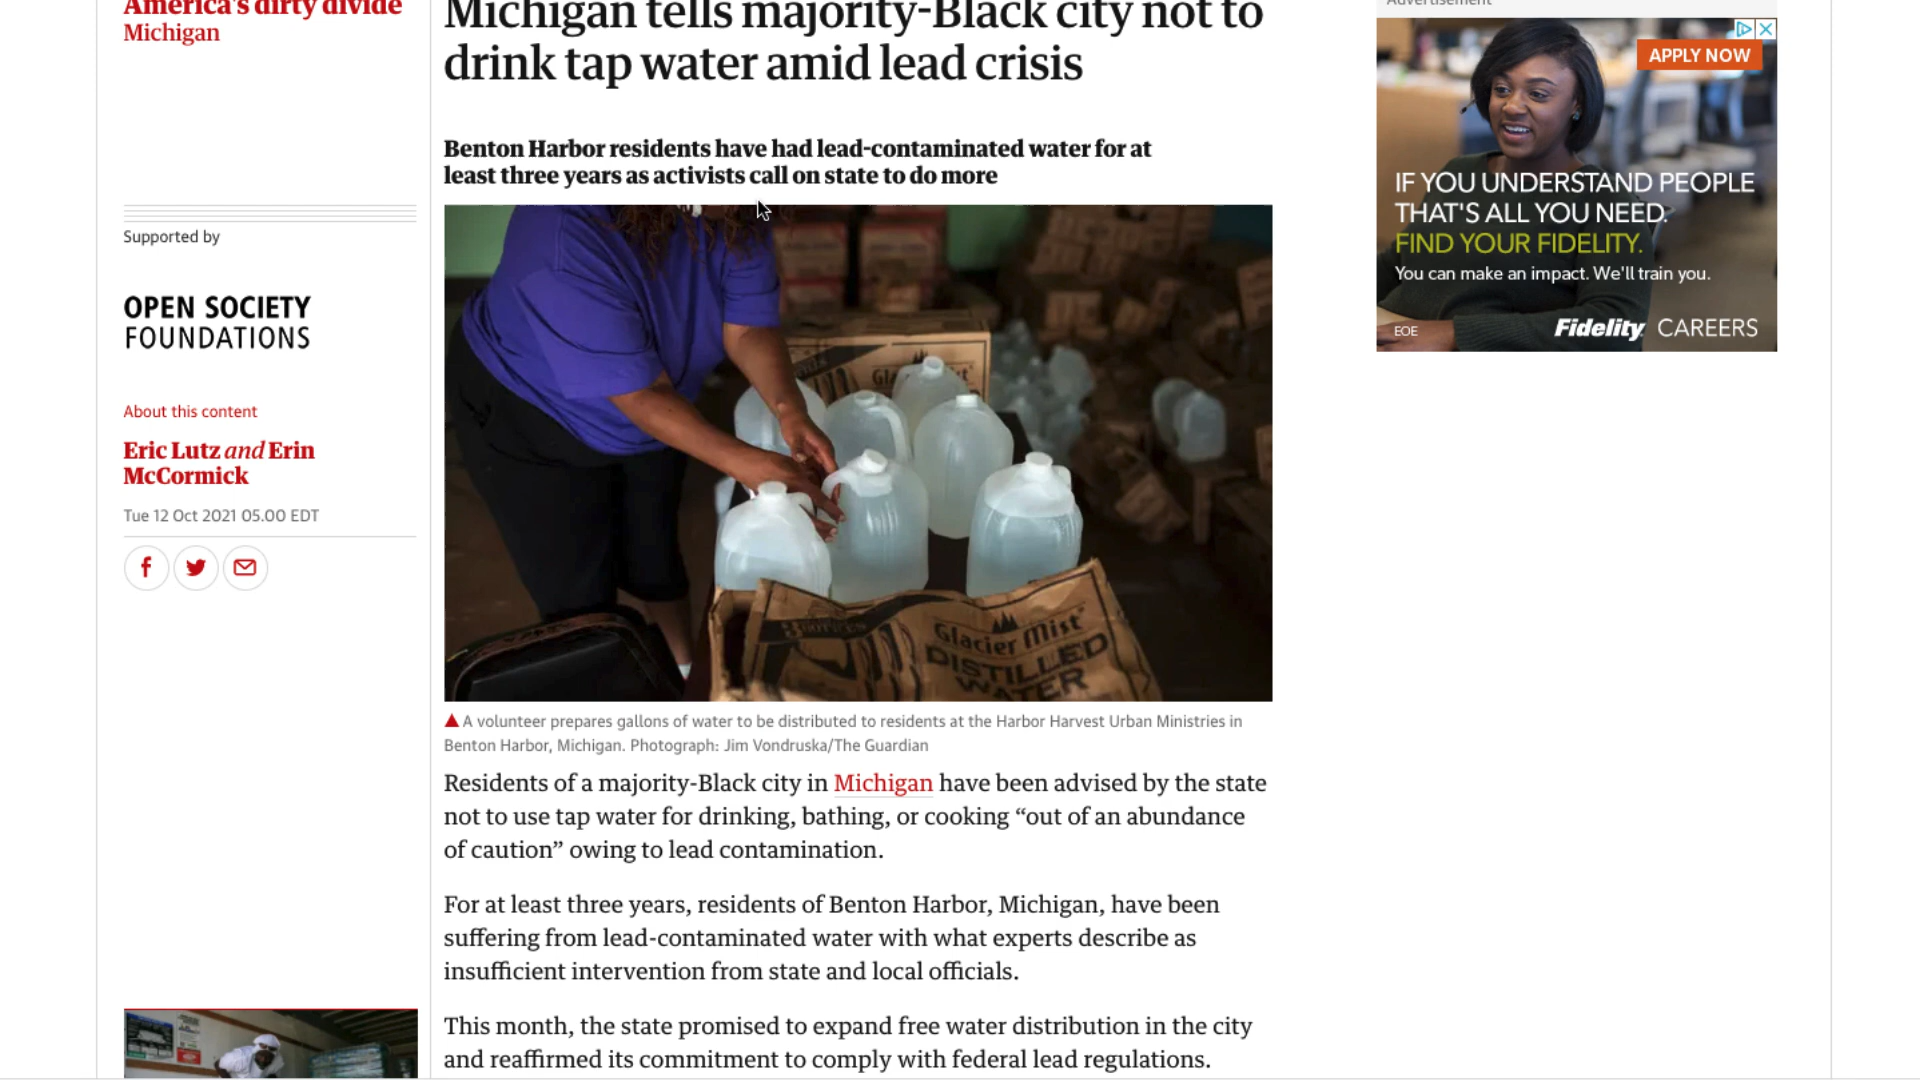 America's dirty divide
Michigan
Michigan tells majority-Black city not to
drink tap water amid lead crisis
Benton Harbor residents have had lead-contaminated water for at
least three years as activists call on state to do more
Supported by
OPEN SOCIETY
FOUNDATIONS
About this content
Eric Lutz and Erin
McCormick
Tue 12 Oct 2021 05.00 EDT
Glacier Mist
DISTILLED
WATER
A volunteer prepares gallons of water to be distributed to residents at the Harbor Harvest Urban Ministries in
Benton Harbor, Michigan. Photograph: Jim Vondruska/The Guardian
Residents of a majority-Black city in Michigan have been advised by the state
not to use tap water for drinking, bathing, or cooking “out of an abundance
of caution” owing to lead contamination.
For at least three years, residents of Benton Harbor, Michigan, have been
suffering from lead-contaminated water with what experts describe as
insufficient intervention from state and local officials.
This month, the state promised to expand free water distribution in the city
and reaffirmed its commitment to comply with federal lead regulations.
Advertisement
APPLY NOW
IF YOU UNDERSTAND PEOPLE
THAT'S ALL YOU NEED.
FIND YOUR FIDELITY.
You can make an impact. We'll train you.
EOE
Fidelity CAREERS